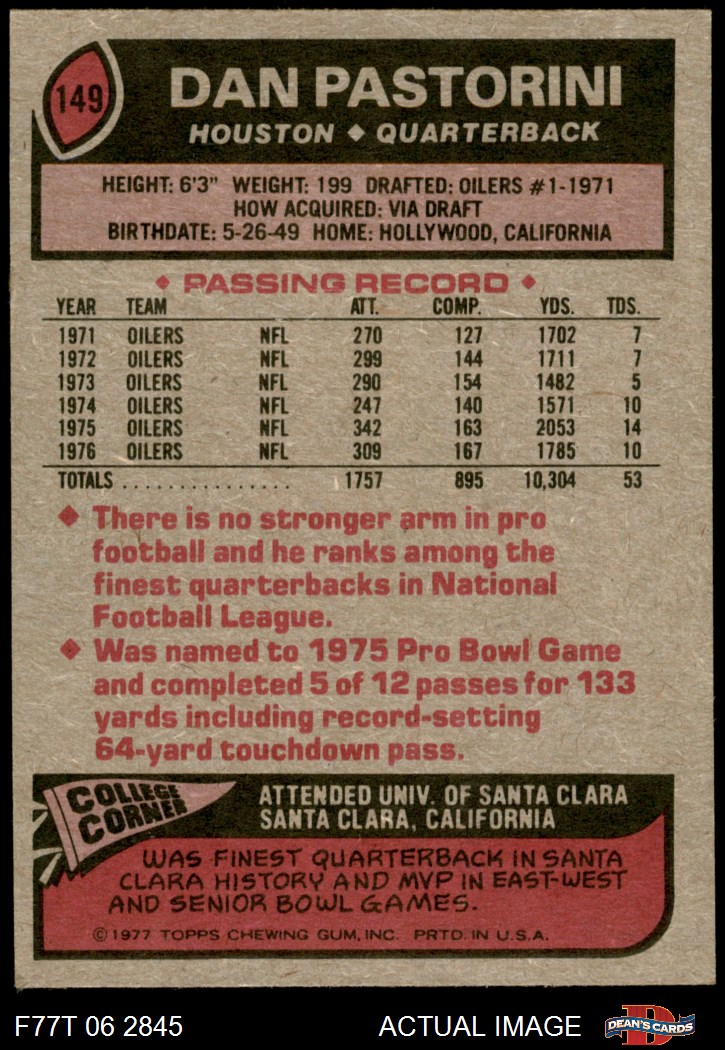 149
DAN PASTORINI
HOUSTON ◆ QUARTERBACK
HEIGHT: 6'3" WEIGHT: 199 DRAFTED: OILERS #1-1971
HOW ACQUIRED: VIA DRAFT
BIRTHDATE: 5-26-49 HOME: HOLLYWOOD, CALIFORNIA
◆ PASSING RECORD ◆
YEAR TEAM ATT. COMP. YDS. TDS.
1971 OILERS NFL 270 127 1702 7
1972 OILERS NFL 299 144 1711 7
1973 OILERS NFL 290 154 1482 5
1974 OILERS NFL 247 140 1571 10
1975 OILERS NFL 342 163 2053 14
1976 OILERS NFL 309 167 1785 10
TOTALS ................ 1757 895 10,304 53
◆ There is no stronger arm in pro
football and he ranks among the
finest quarterbacks in National
Football League.
◆ Was named to 1975 Pro Bowl Game
and completed 5 of 12 passes for 133
yards including record-setting
64-yard touchdown pass.
COLLEGE
CORNER
ATTENDED UNIV. OF SANTA CLARA
SANTA CLARA, CALIFORNIA
WAS FINEST QUARTERBACK IN SANTA
CLARA HISTORY AND MVP IN EAST-WEST
AND SENIOR BOWL GAMES.
©1977 TOPPS CHEWING GUM, INC. PRTD. IN U.S.A.
F77T 06 2845 ACTUAL IMAGE
D
DEAN'S CARDS